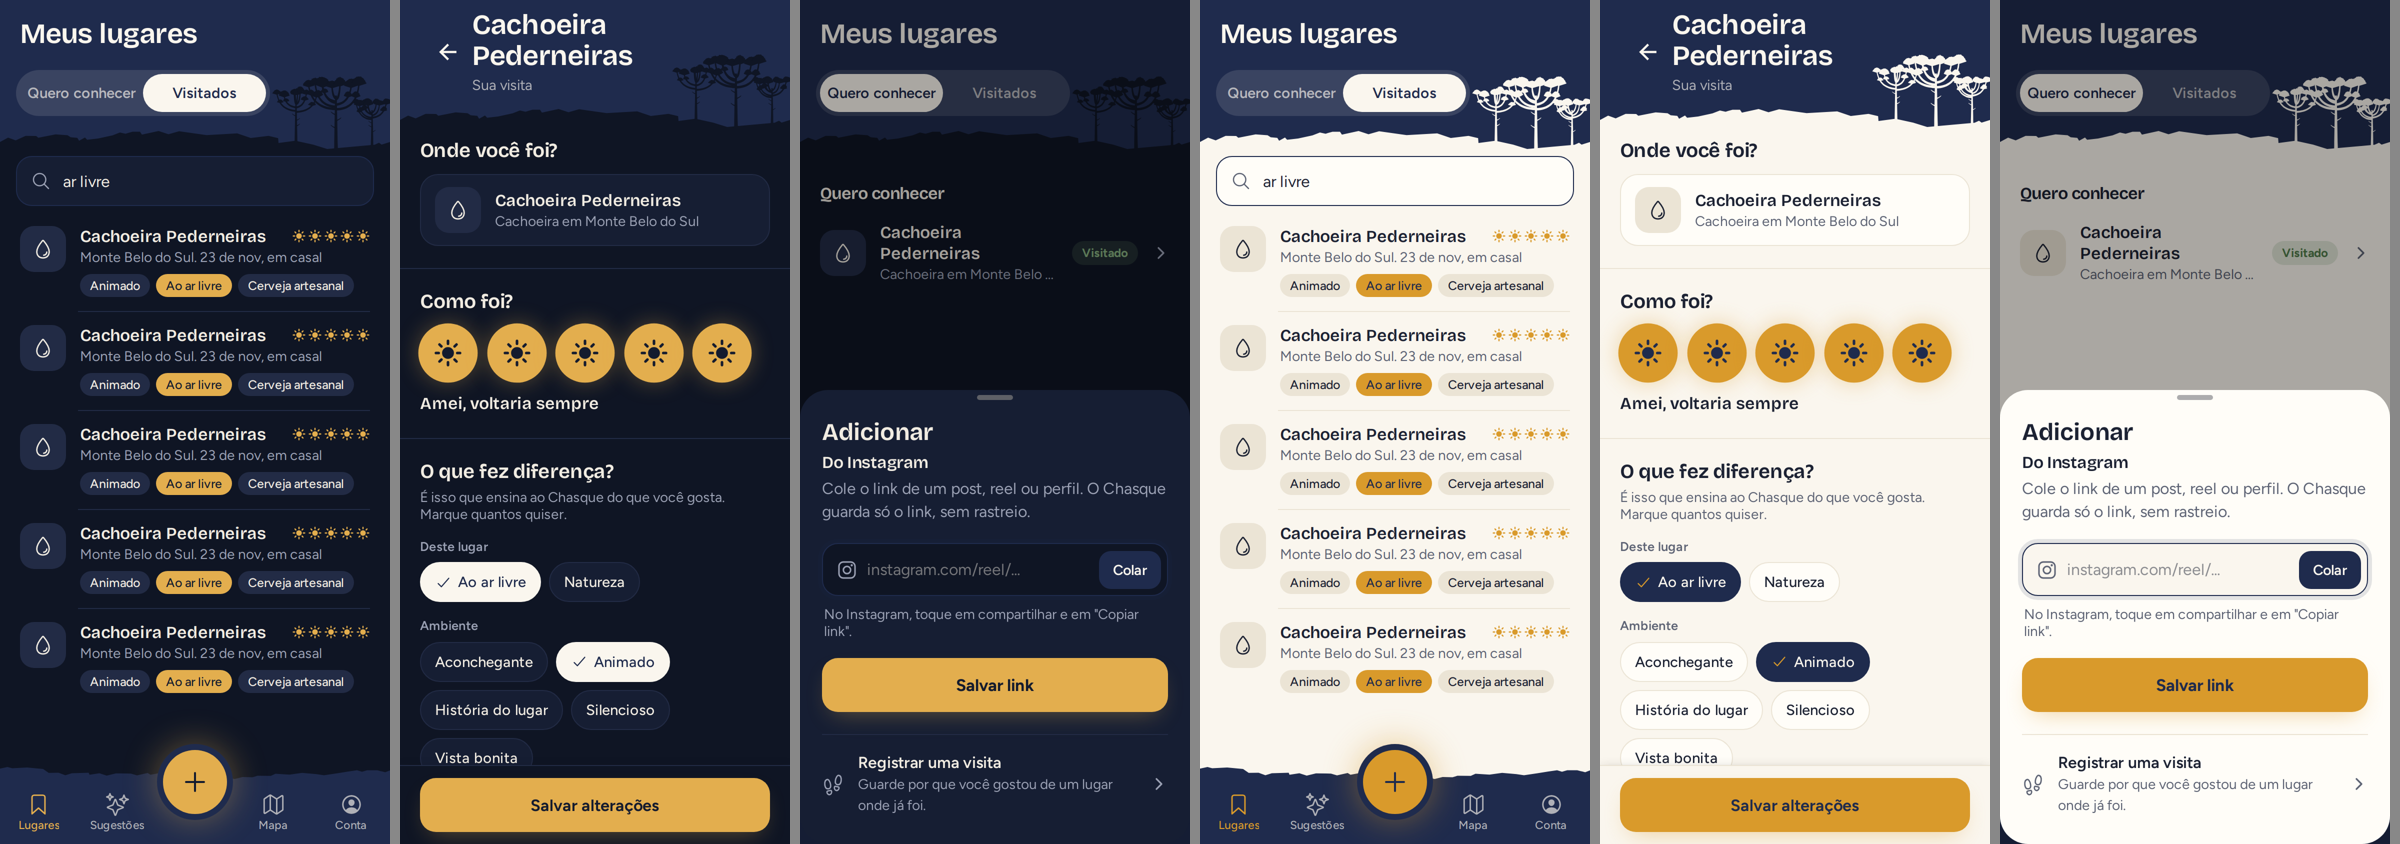 Meus lugares
Quero conhecer
Visitados
ar livre
Cachoeira Pederneiras
Monte Belo do Sul. 23 de nov, em casal
Animado
Ao ar livre
Cerveja artesanal
Cachoeira Pederneiras
Monte Belo do Sul. 23 de nov, em casal
Animado
Ao ar livre
Cerveja artesanal
Cachoeira Pederneiras
Monte Belo do Sul. 23 de nov, em casal
Animado
Ao ar livre
Cerveja artesanal
Cachoeira Pederneiras
Monte Belo do Sul. 23 de nov, em casal
Animado
Ao ar livre
Cerveja artesanal
Cachoeira Pederneiras
Monte Belo do Sul. 23 de nov, em casal
Animado
Ao ar livre
Cerveja artesanal
Lugares
Sugestões
Mapa
Conta
Cachoeira
Pederneiras
Sua visita
Onde você foi?
Cachoeira Pederneiras
Cachoeira em Monte Belo do Sul
Como foi?
Amei, voltaria sempre
O que fez diferença?
É isso que ensina ao Chasque do que você gosta.
Marque quantos quiser.
Deste lugar
Ao ar livre
Natureza
Ambiente
Aconchegante
Animado
História do lugar
Silencioso
Vista bonita
Salvar alterações
Meus lugares
Quero conhecer
Visitados
Quero conhecer
Cachoeira
Pederneiras
Cachoeira em Monte Belo ...
Visitado
Adicionar
Do Instagram
Cole o link de um post, reel ou perfil. O Chasque
guarda só o link, sem rastreio.
instagram.com/reel/...
Colar
No Instagram, toque em compartilhar e em "Copiar
link".
Salvar link
Registrar uma visita
Guarde por que você gostou de um lugar
onde já foi.
Meus lugares
Quero conhecer
Visitados
ar livre
Cachoeira Pederneiras
Monte Belo do Sul. 23 de nov, em casal
Animado
Ao ar livre
Cerveja artesanal
Cachoeira Pederneiras
Monte Belo do Sul. 23 de nov, em casal
Animado
Ao ar livre
Cerveja artesanal
Cachoeira Pederneiras
Monte Belo do Sul. 23 de nov, em casal
Animado
Ao ar livre
Cerveja artesanal
Cachoeira Pederneiras
Monte Belo do Sul. 23 de nov, em casal
Animado
Ao ar livre
Cerveja artesanal
Cachoeira Pederneiras
Monte Belo do Sul. 23 de nov, em casal
Animado
Ao ar livre
Cerveja artesanal
Lugares
Sugestões
Mapa
Conta
Cachoeira
Pederneiras
Sua visita
Onde você foi?
Cachoeira Pederneiras
Cachoeira em Monte Belo do Sul
Como foi?
Amei, voltaria sempre
O que fez diferença?
É isso que ensina ao Chasque do que você gosta.
Marque quantos quiser.
Deste lugar
Ao ar livre
Natureza
Ambiente
Aconchegante
Animado
História do lugar
Silencioso
Vista bonita
Salvar alterações
Meus lugares
Quero conhecer
Visitados
Quero conhecer
Cachoeira
Pederneiras
Cachoeira em Monte Belo ...
Visitado
Adicionar
Do Instagram
Cole o link de um post, reel ou perfil. O Chasque
guarda só o link, sem rastreio.
instagram.com/reel/...
Colar
No Instagram, toque em compartilhar e em "Copiar
link".
Salvar link
Registrar uma visita
Guarde por que você gostou de um lugar
onde já foi.